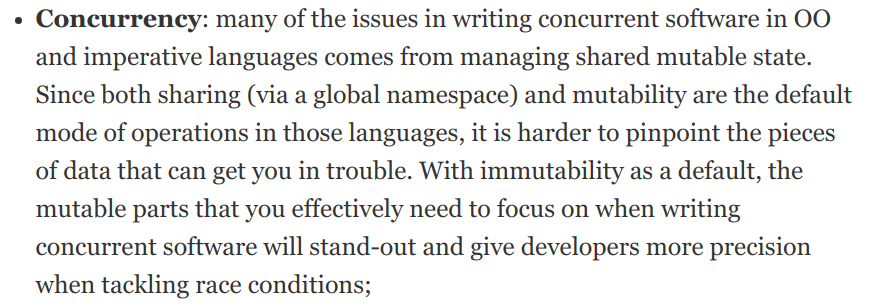 • Concurrency: many of the issues in writing concurrent software in OO
and imperative languages comes from managing shared mutable state.
Since both sharing (via a global namespace) and mutability are the default
mode of operations in those languages, it is harder to pinpoint the pieces
of data that can get you in trouble. With immutability as a default, the
mutable parts that you effectively need to focus on when writing
concurrent software will stand-out and give developers more precision
when tackling race conditions;